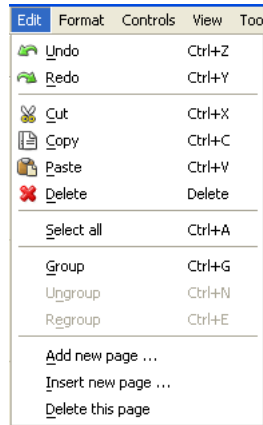 Edit Format Controls View Too
Undo Ctrl+Z
Redo Ctrl+Y
Cut Ctrl+X
Copy Ctrl+C
Paste Ctrl+V
Delete Delete
Select all Ctrl+A
Group Ctrl+G
Ungroup Ctrl+N
Regroup Ctrl+E
Add new page ...
Insert new page ...
Delete this page